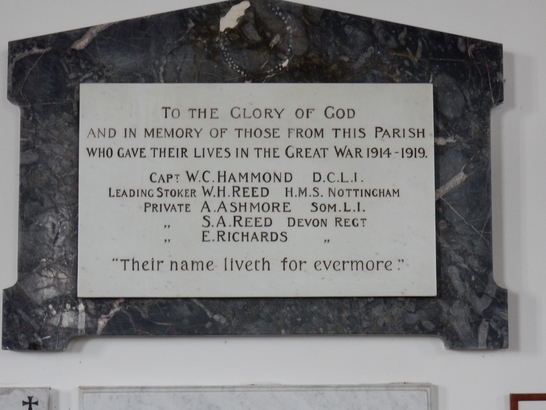 To the Glory of God
and in memory of those from this Parish
who gave their lives in the Great War 1914-1919.
Capt W.C. Hammond D.C.L.I.
Leading Stoker W.H. Reed H.M.S. Nottingham
Private A. Ashmore Som. L.I.
„ S.A. Reed Devon Regt
„ E. Richards „
"Their name liveth for evermore."